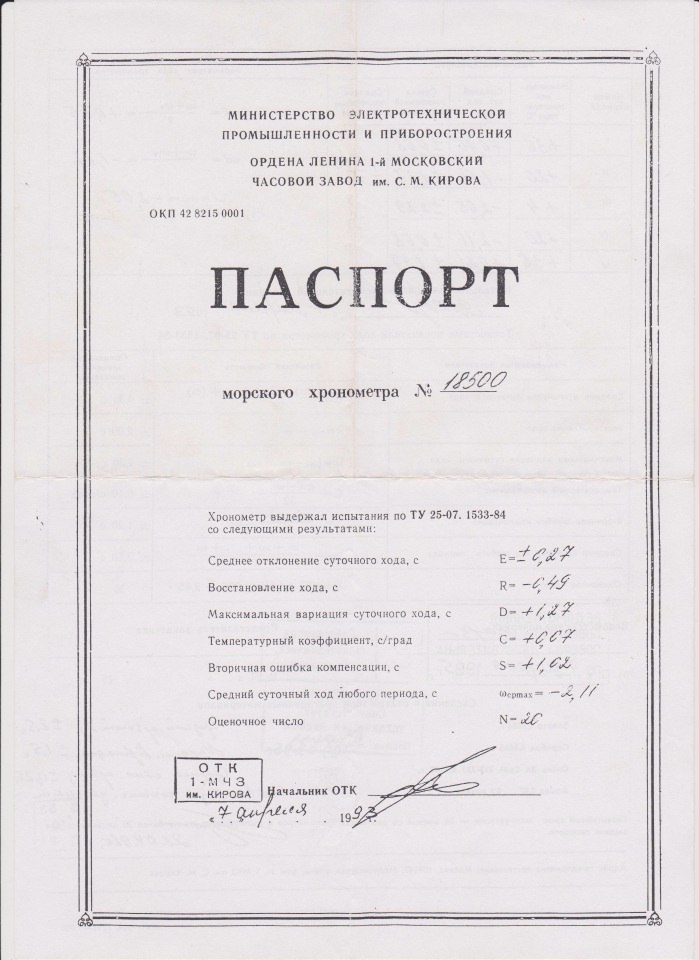 МИНИСТЕРСТВО ЭЛЕКТРОТЕХНИЧЕСКОЙ
ПРОМЫШЛЕННОСТИ И ПРИБОРОСТРОЕНИЯ
ОРДЕНА ЛЕНИНА 1-й МОСКОВСКИЙ
ЧАСОВОЙ ЗАВОД им. С. М. КИРОВА
ОКП 42 8215 0001
ПАСПОРТ
морского хронометра № 18500
Хронометр выдержал испытания по ТУ 25-07. 1533-84
со следующими результатами:
Среднее отклонение суточного хода, с E=±0,27
Восстановление хода, с R=-0,49
Максимальная вариация суточного хода, с D=+1,27
Температурный коэффициент, с/град C=+0,07
Вторичная ошибка компенсации, с S=+1,02
Средний суточный ход любого периода, с ωcpmax=-2,11
Оценочное число N=20
ОТК
1-МЧЗ
им. КИРОВА
Начальник ОТК
«7 апреля 1993г.